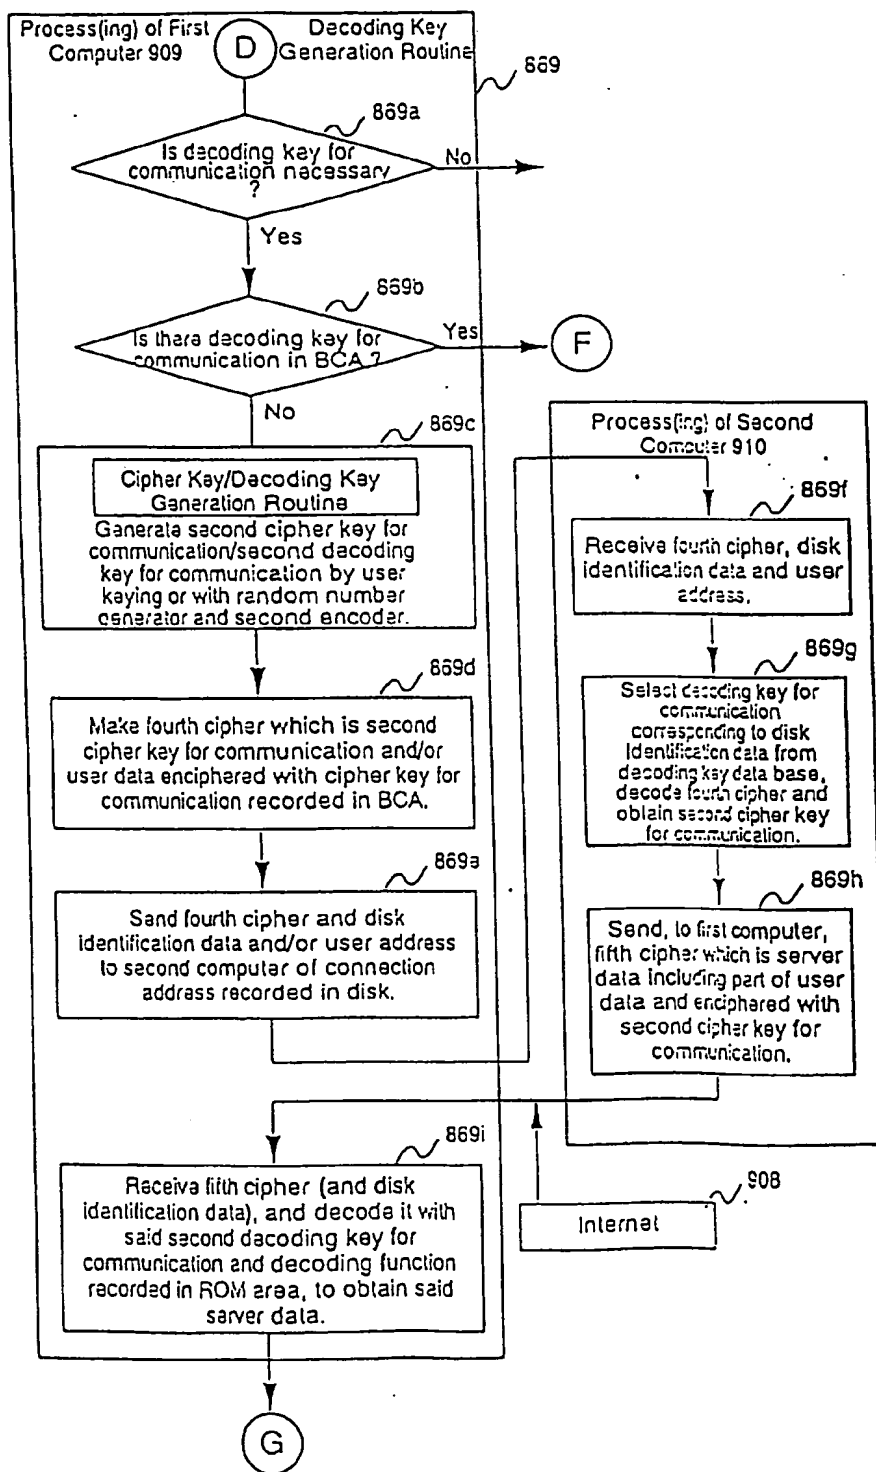 Process(ing) of First
Computer 909
D
Decoding Key
Generation Routine
869
869a
Is decoding key for
communication necessary
?
No
Yes
869b
Is there decoding key for
communication in BCA ?
Yes
F
No
869c
Cipher Key/Decoding Key
Generation Routine
Generate second cipher key for
communication/second decoding
key for communication by user
keying or with random number
generator and second encoder.
869d
Make fourth cipher which is second
cipher key for communication and/or
user data enciphered with cipher key for
communication recorded in BCA.
869e
Send fourth cipher and disk
identification data and/or user address
to second computer of connection
address recorded in disk.
Process(ing) of Second
Computer 910
869f
Receive fourth cipher, disk
identification data and user
address.
869g
Select decoding key for
communication
corresponding to disk
identification data from
decoding key data base,
decode fourth cipher and
obtain second cipher key
for communication.
869h
Send, to first computer,
fifth cipher which is server
data including part of user
data and enciphered with
second cipher key for
communication.
869i
Receive fifth cipher (and disk
identification data), and decode it with
said second decoding key for
communication and decoding function
recorded in ROM area, to obtain said
server data.
908
Internet
G